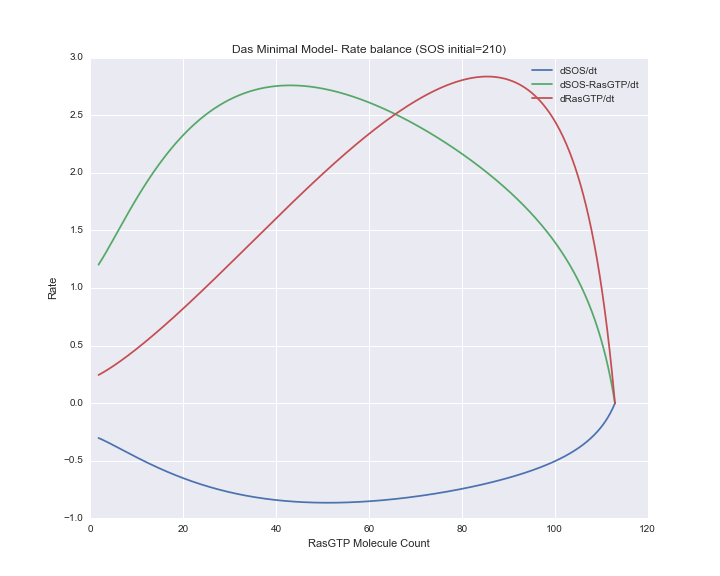 Das Minimal Model- Rate balance (SOS initial=210)
3.0
2.5
2.0
1.5
1.0
0.5
0.0
−0.5
−1.0
Rate
dSOS/dt
dSOS-RasGTP/dt
dRasGTP/dt
0 20 40 60 80 100 120
RasGTP Molecule Count